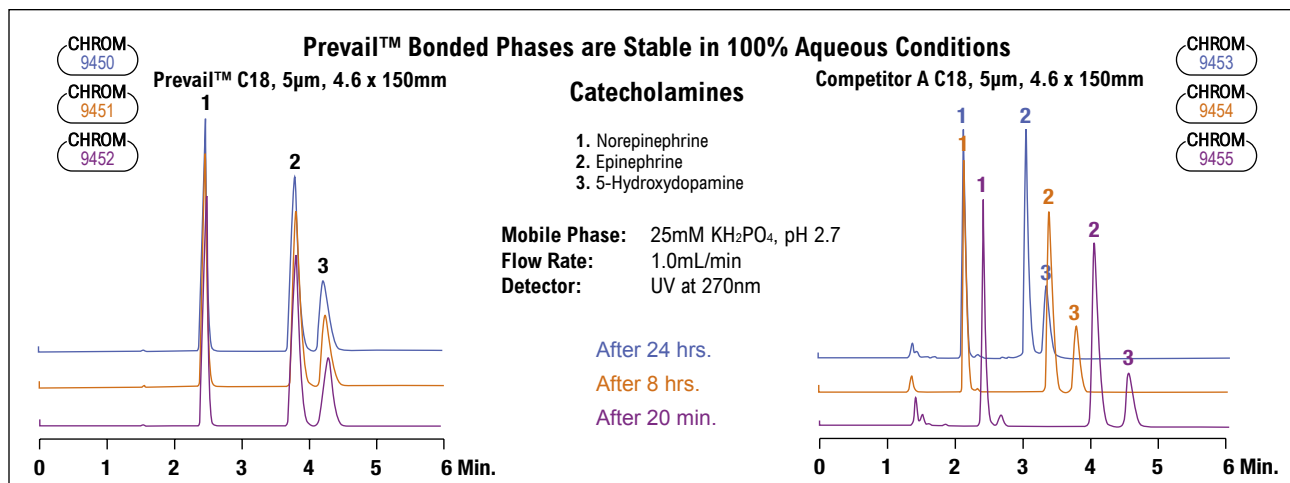 Prevail™ Bonded Phases are Stable in 100% Aqueous Conditions
CHROM
9450
CHROM
9451
CHROM
9452
Prevail™ C18, 5µm, 4.6 x 150mm
1
2
3
0 1 2 3 4 5 6 Min.
Catecholamines
1. Norepinephrine
2. Epinephrine
3. 5-Hydroxydopamine
Mobile Phase: 25mM KH₂PO₄, pH 2.7
Flow Rate: 1.0mL/min
Detector: UV at 270nm
After 24 hrs.
After 8 hrs.
After 20 min.
Competitor A C18, 5µm, 4.6 x 150mm
CHROM
9453
CHROM
9454
CHROM
9455
1 2
1
1 2
2
3
3
3
0 1 2 3 4 5 6 Min.